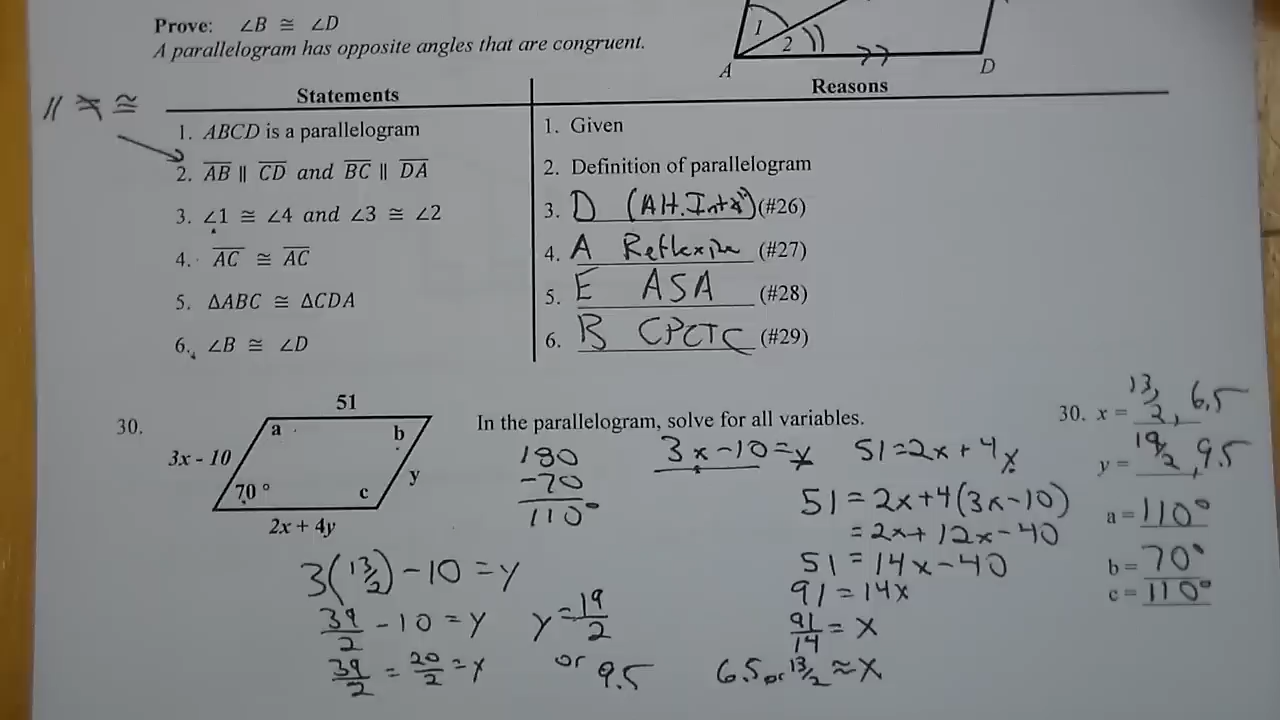 Prove: ∠B ≅ ∠D
A parallelogram has opposite angles that are congruent.
1
2
A
D
Statements
Reasons
|| ≅
1. ABCD is a parallelogram
1. Given
2. AB || CD and BC || DA
2. Definition of parallelogram
3. ∠1 ≅ ∠4 and ∠3 ≅ ∠2
3. D (Alt. Int ∠'s) (#26)
4. AC ≅ AC
4. A Reflexive (#27)
5. ΔABC ≅ ΔCDA
5. E ASA (#28)
6. ∠B ≅ ∠D
6. B CPCTC (#29)
30.
51
a
b
3x - 10
y
70°
c
2x + 4y
In the parallelogram, solve for all variables.
180
-70
110°
3x - 10 = y
51 = 2x + 4y
51 = 2x + 4(3x - 10)
= 2x + 12x - 40
51 = 14x - 40
91 = 14x
91/14 = x
6.5 or 13/2 ≈ x
3(13/2) - 10 = y
39/2 - 10 = y
39/2 = 20/2 = y
y = 19/2
or 9.5
30. x = 13/2, 6.5
y = 19/2, 9.5
a = 110°
b = 70°
c = 110°